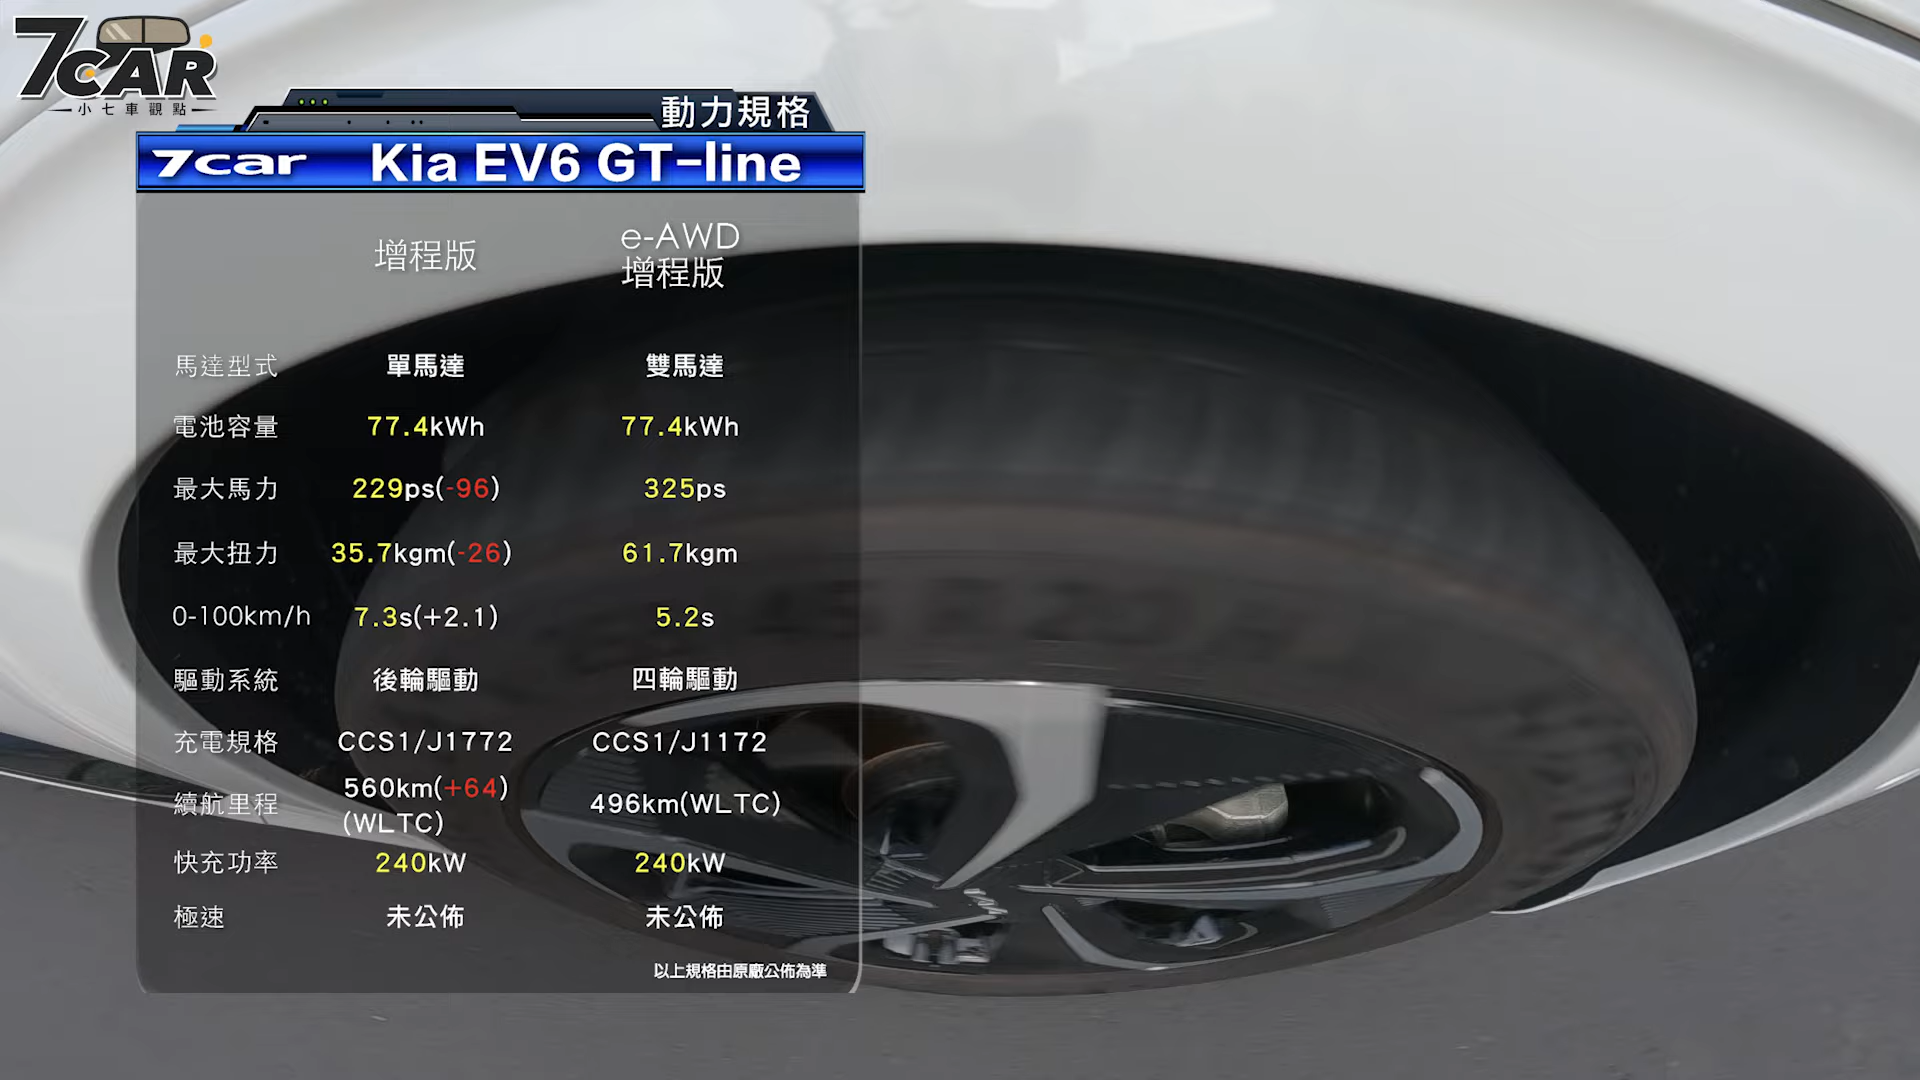 7CAR
小七車觀點
動力規格
7car Kia EV6 GT-line
增程版
e-AWD
增程版
馬達型式 單馬達 雙馬達
電池容量 77.4kWh 77.4kWh
最大馬力 229ps(-96) 325ps
最大扭力 35.7kgm(-26) 61.7kgm
0-100km/h 7.3s(+2.1) 5.2s
驅動系統 後輪驅動 四輪驅動
充電規格 CCS1/J1772 CCS1/J1172
續航里程 560km(+64)
(WLTC) 496km(WLTC)
快充功率 240kW 240kW
極速 未公佈 未公佈
以上規格由原廠公佈為準